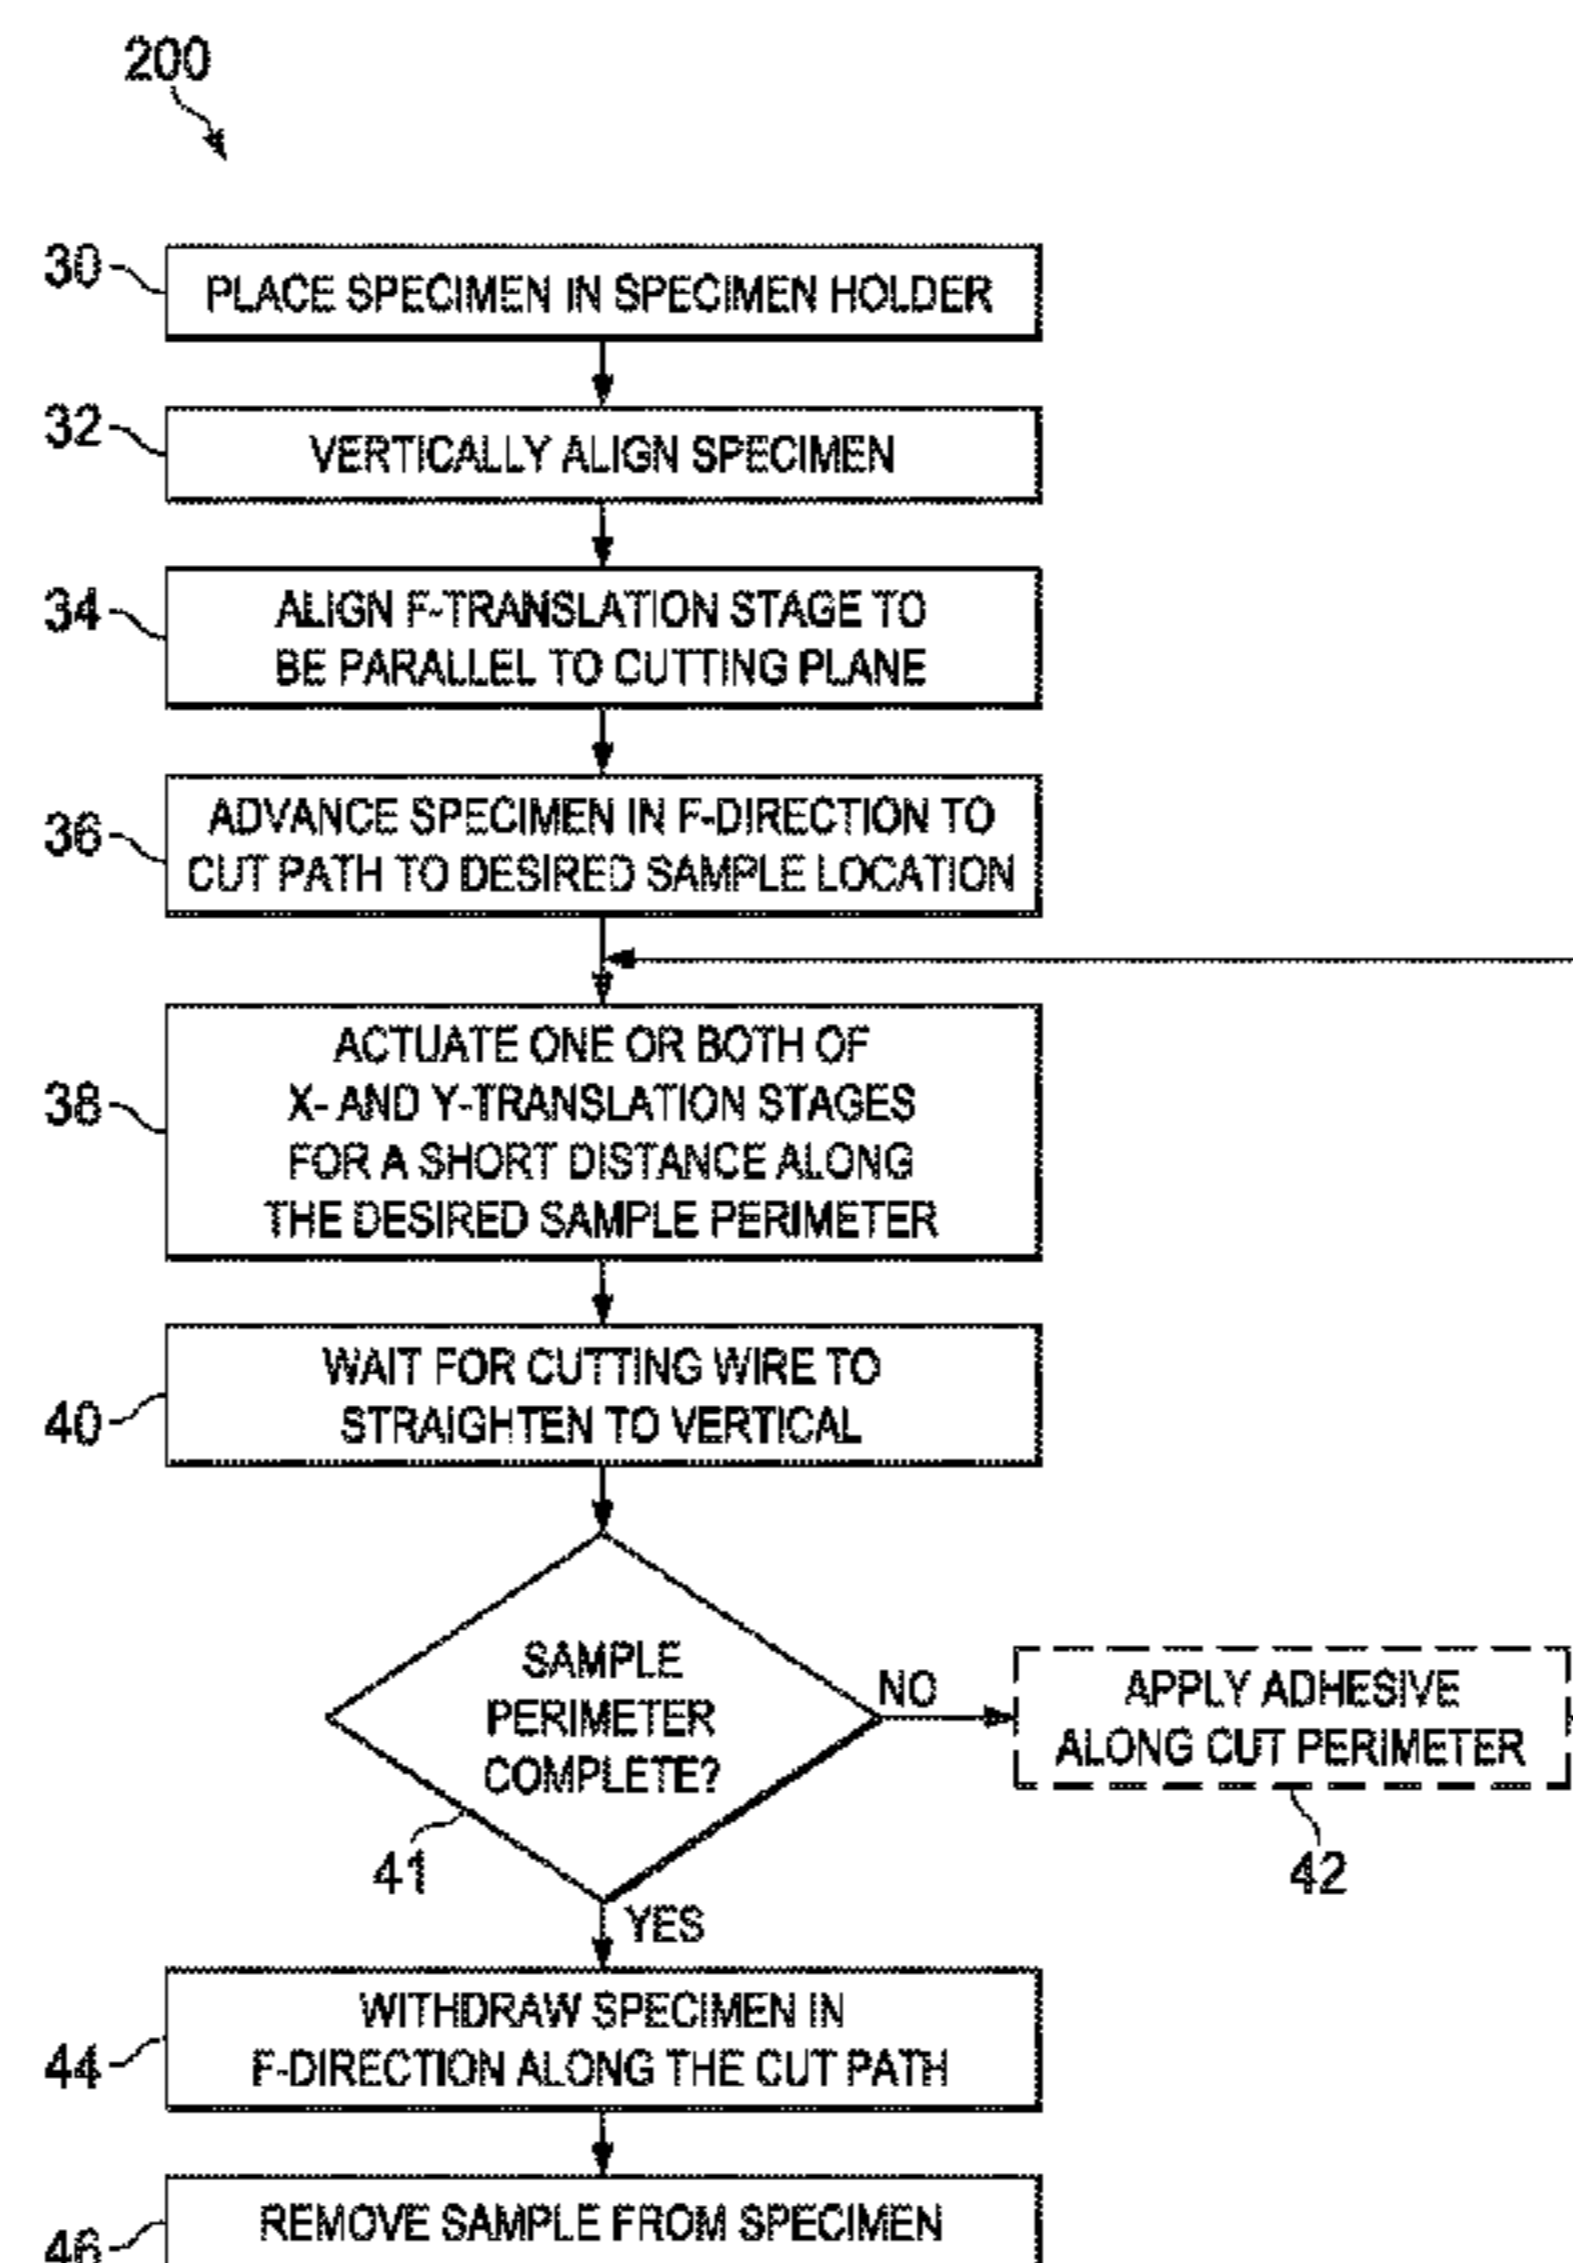 200
30
PLACE SPECIMEN IN SPECIMEN HOLDER
32
VERTICALLY ALIGN SPECIMEN
34
ALIGN F-TRANSLATION STAGE TO
BE PARALLEL TO CUTTING PLANE
36
ADVANCE SPECIMEN IN F-DIRECTION TO
CUT PATH TO DESIRED SAMPLE LOCATION
38
ACTUATE ONE OR BOTH OF
X- AND Y-TRANSLATION STAGES
FOR A SHORT DISTANCE ALONG
THE DESIRED SAMPLE PERIMETER
40
WAIT FOR CUTTING WIRE TO
STRAIGHTEN TO VERTICAL
41
SAMPLE
PERIMETER
COMPLETE?
NO
APPLY ADHESIVE
ALONG CUT PERIMETER
42
YES
44
WITHDRAW SPECIMEN IN
F-DIRECTION ALONG THE CUT PATH
46
REMOVE SAMPLE FROM SPECIMEN